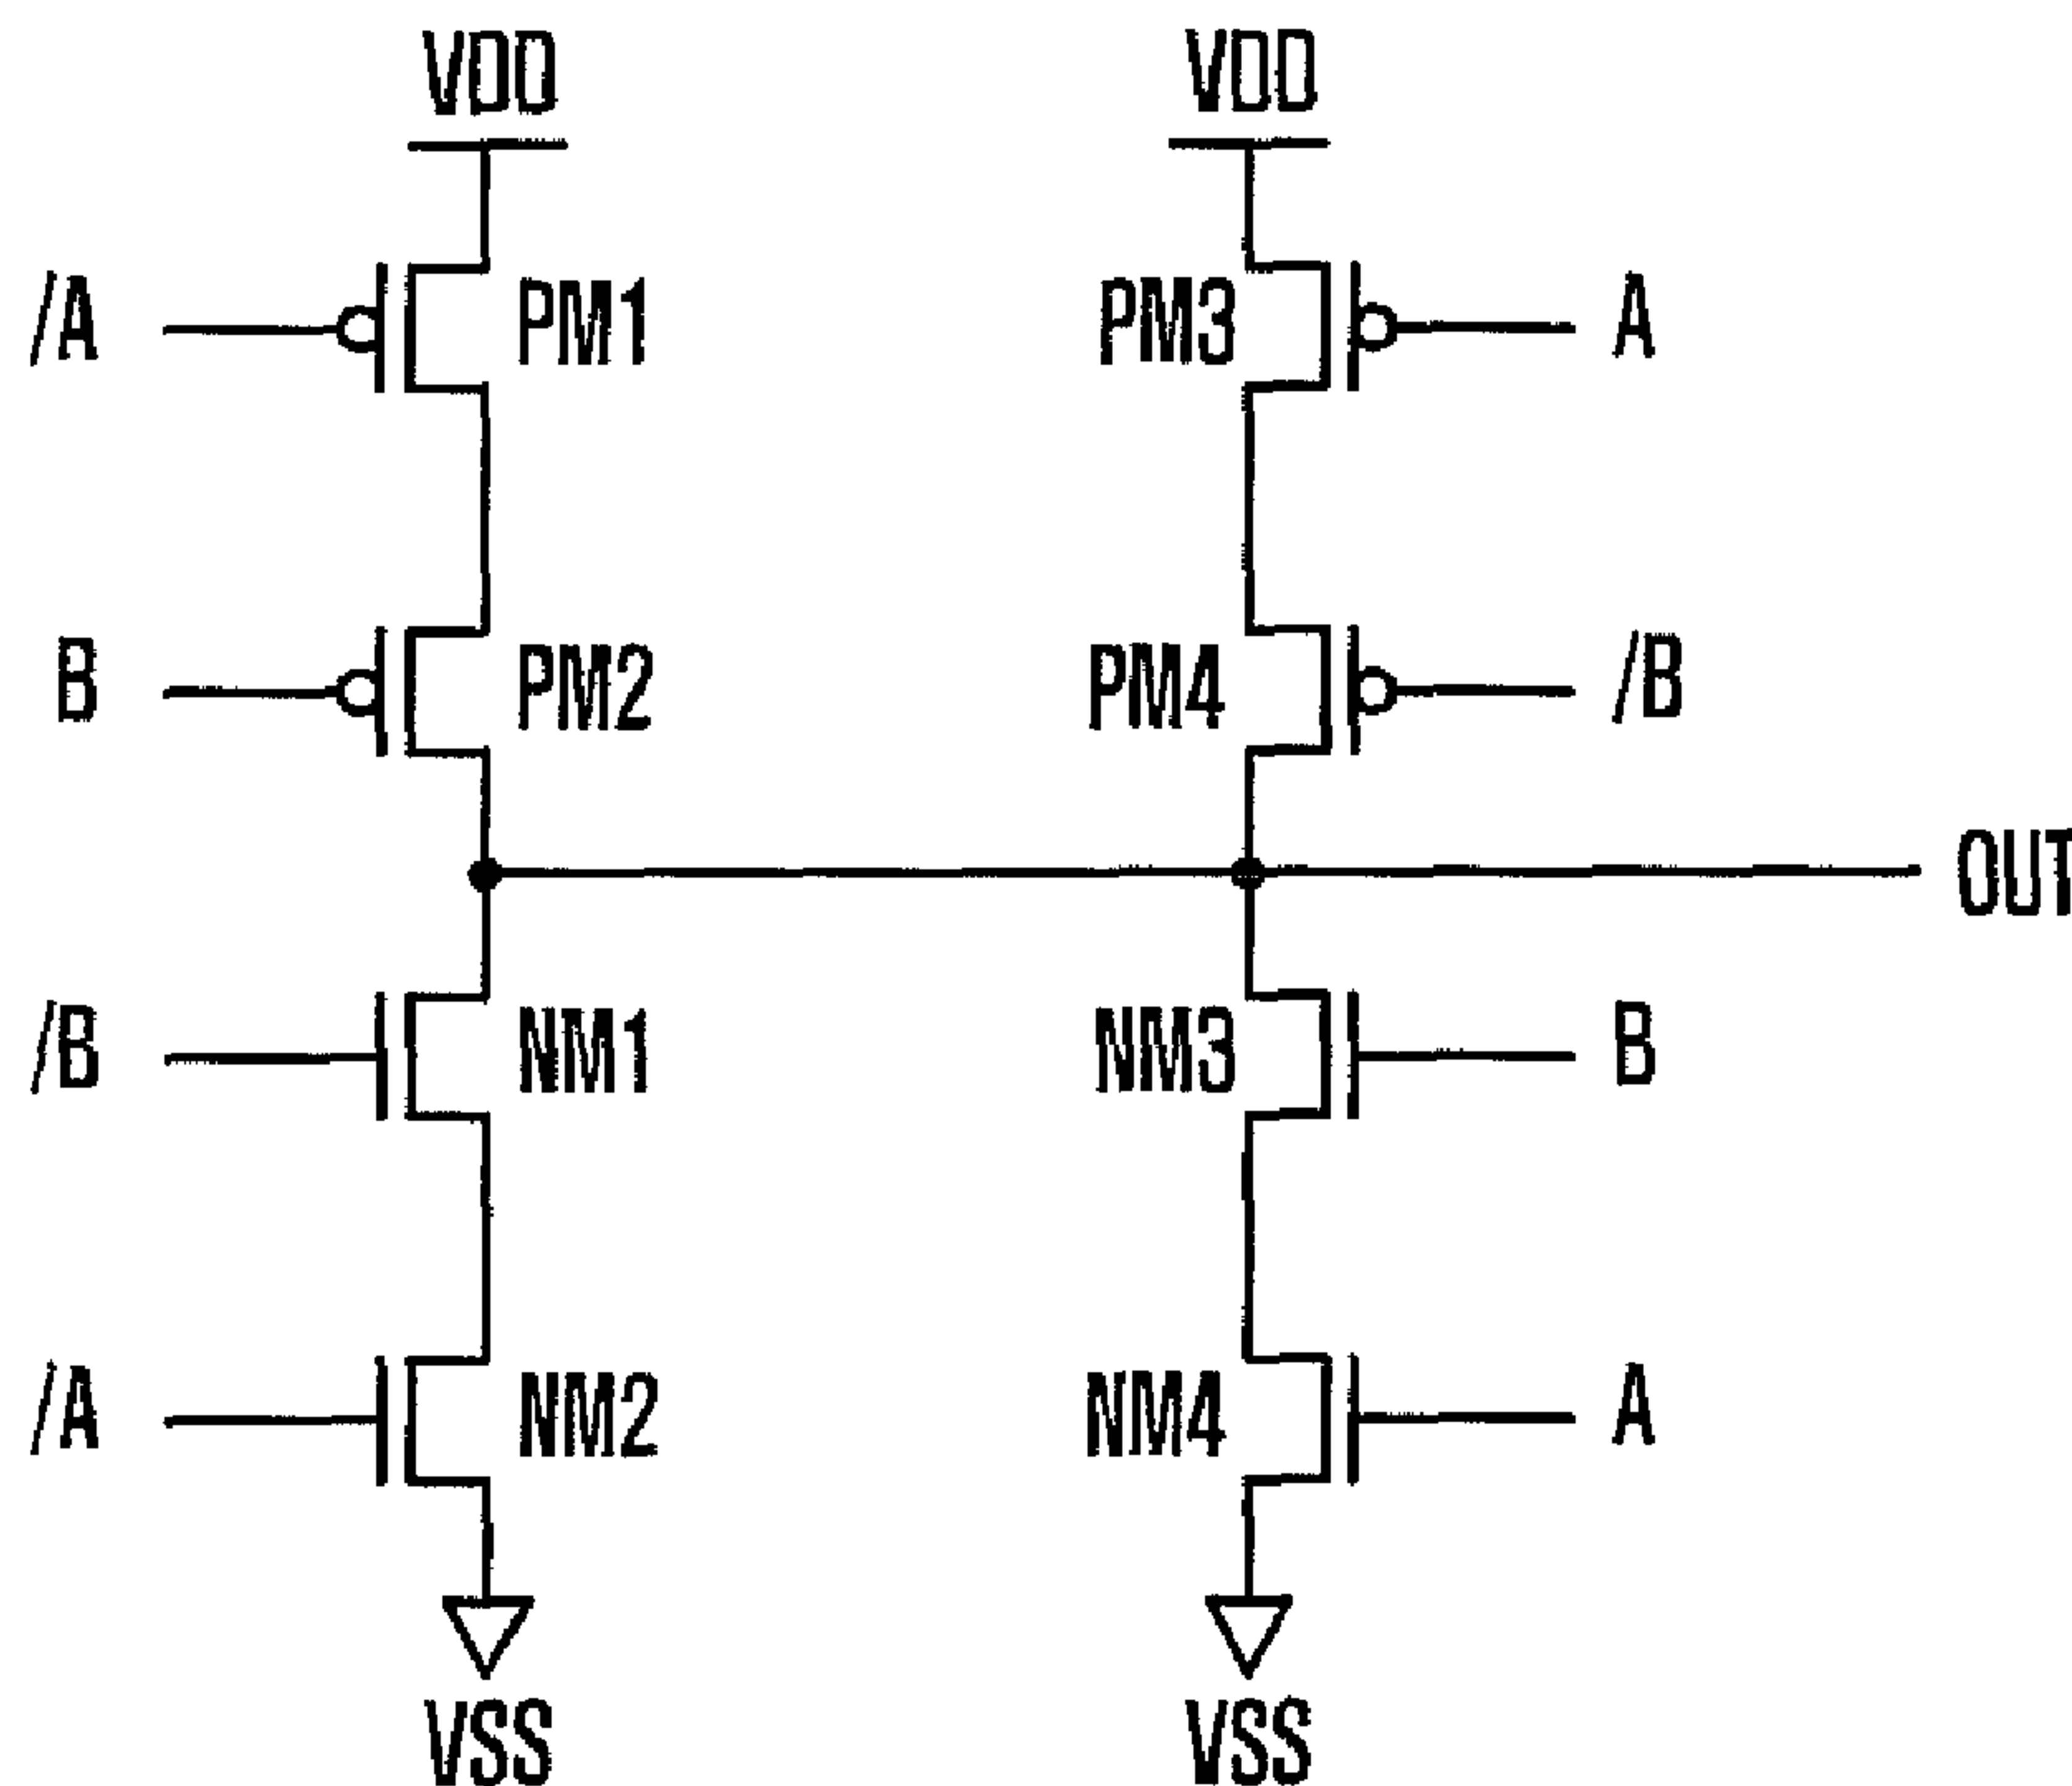 VDD VDD
/A PM1 PM3 A
B PM2 PM4 /B
OUT
/B NM1 NM3 B
/A NM2 NM4 A
VSS VSS